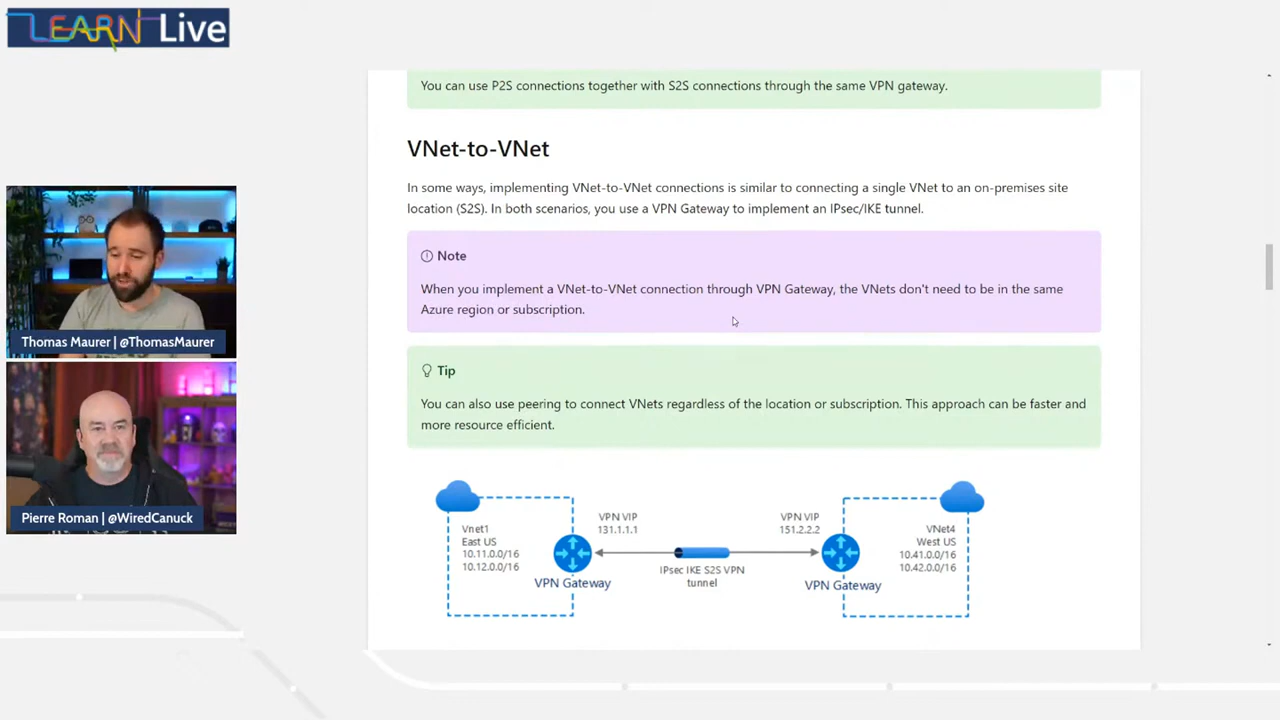 LEARN Live
You can use P2S connections together with S2S connections through the same VPN gateway.
VNet-to-VNet
In some ways, implementing VNet-to-VNet connections is similar to connecting a single VNet to an on-premises site
location (S2S). In both scenarios, you use a VPN Gateway to implement an IPsec/IKE tunnel.
Note
When you implement a VNet-to-VNet connection through VPN Gateway, the VNets don't need to be in the same
Azure region or subscription.
Tip
You can also use peering to connect VNets regardless of the location or subscription. This approach can be faster and
more resource efficient.
Vnet1
East US
10.11.0.0/16
10.12.0.0/16
VPN VIP
131.1.1.1
VPN Gateway
IPsec IKE S2S VPN
tunnel
VPN VIP
151.2.2.2
VPN Gateway
VNet4
West US
10.41.0.0/16
10.42.0.0/16
Thomas Maurer | @ThomasMaurer
Pierre Roman | @WiredCanuck